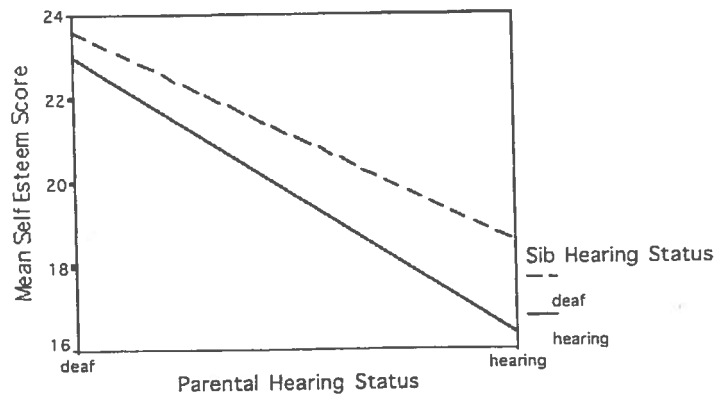 24
22
20
18
16
Mean Self Esteem Score
deaf
hearing
Parental Hearing Status
Sib Hearing Status
deaf
hearing